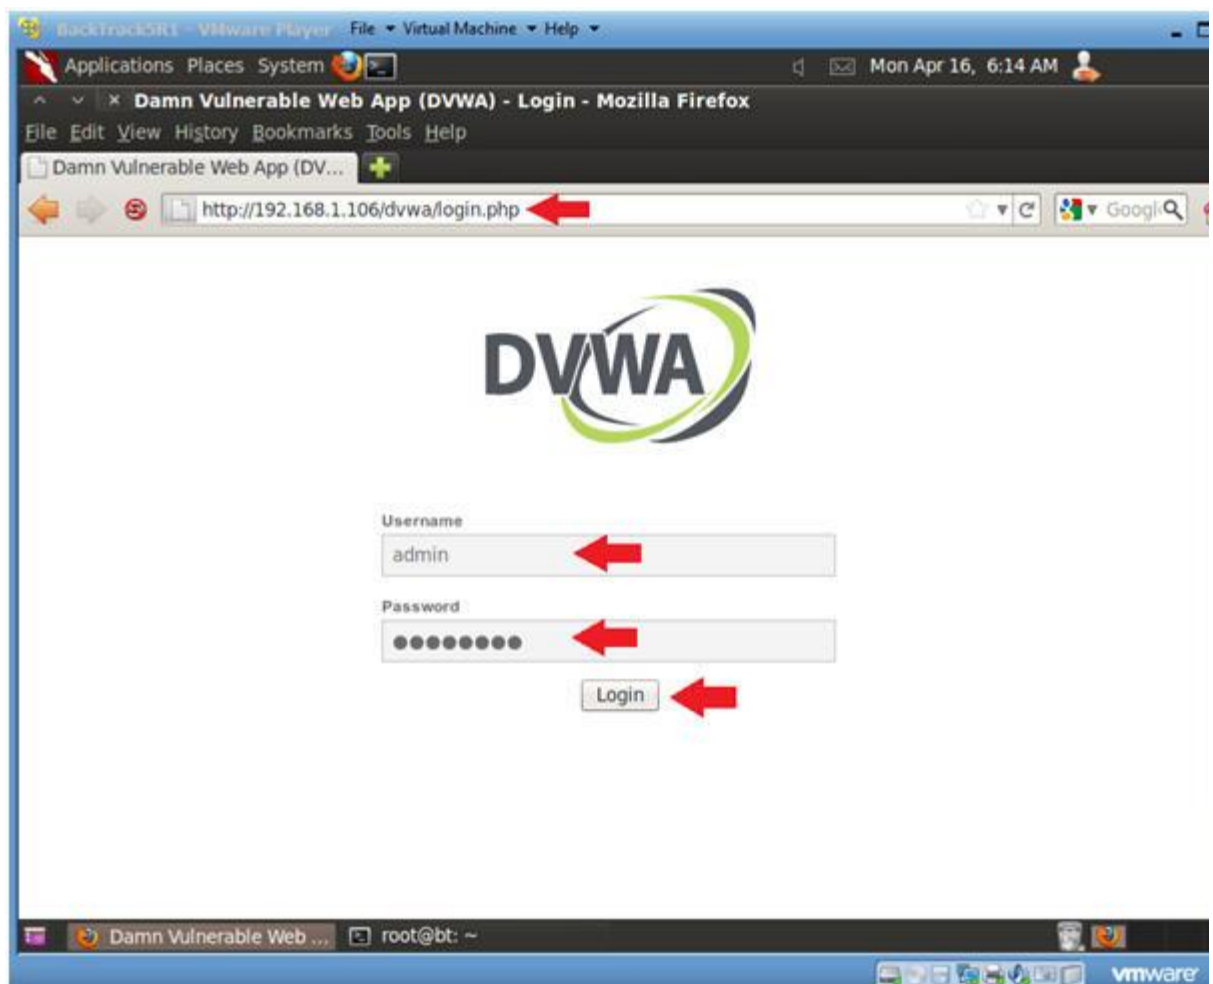 BackTrack5R1 - VMware Player File Virtual Machine Help
Applications Places System Mon Apr 16, 6:14 AM
Damn Vulnerable Web App (DVWA) - Login - Mozilla Firefox
File Edit View History Bookmarks Tools Help
Damn Vulnerable Web App (DV...
http://192.168.1.106/dvwa/login.php Googl
DVWA
Username
admin
Password
●●●●●●●●
Login
Damn Vulnerable Web ... root@bt: ~
vmware